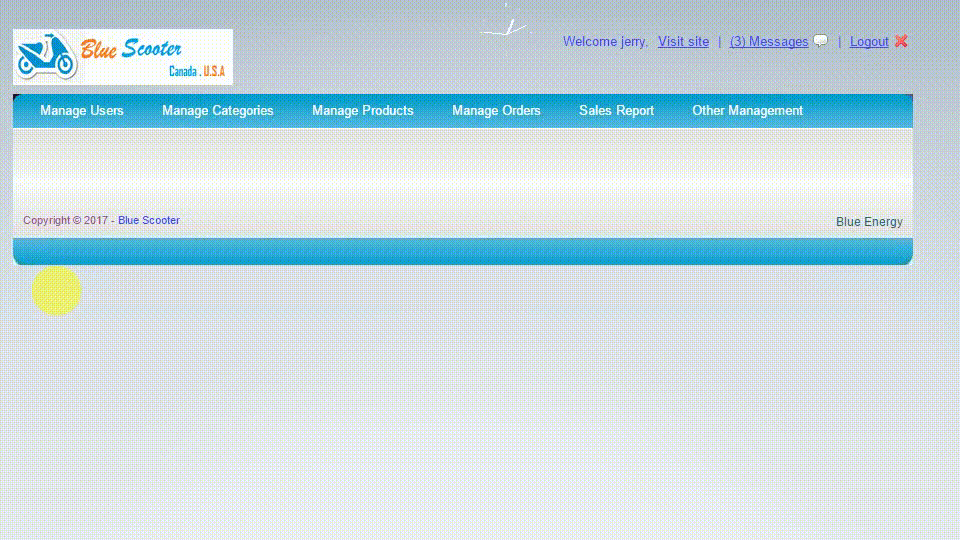 Blue Scooter
Canada . U.S.A
Welcome jerry, Visit site | (3) Messages | Logout
Manage Users Manage Categories Manage Products Manage Orders Sales Report Other Management
Copyright © 2017 - Blue Scooter
Blue Energy